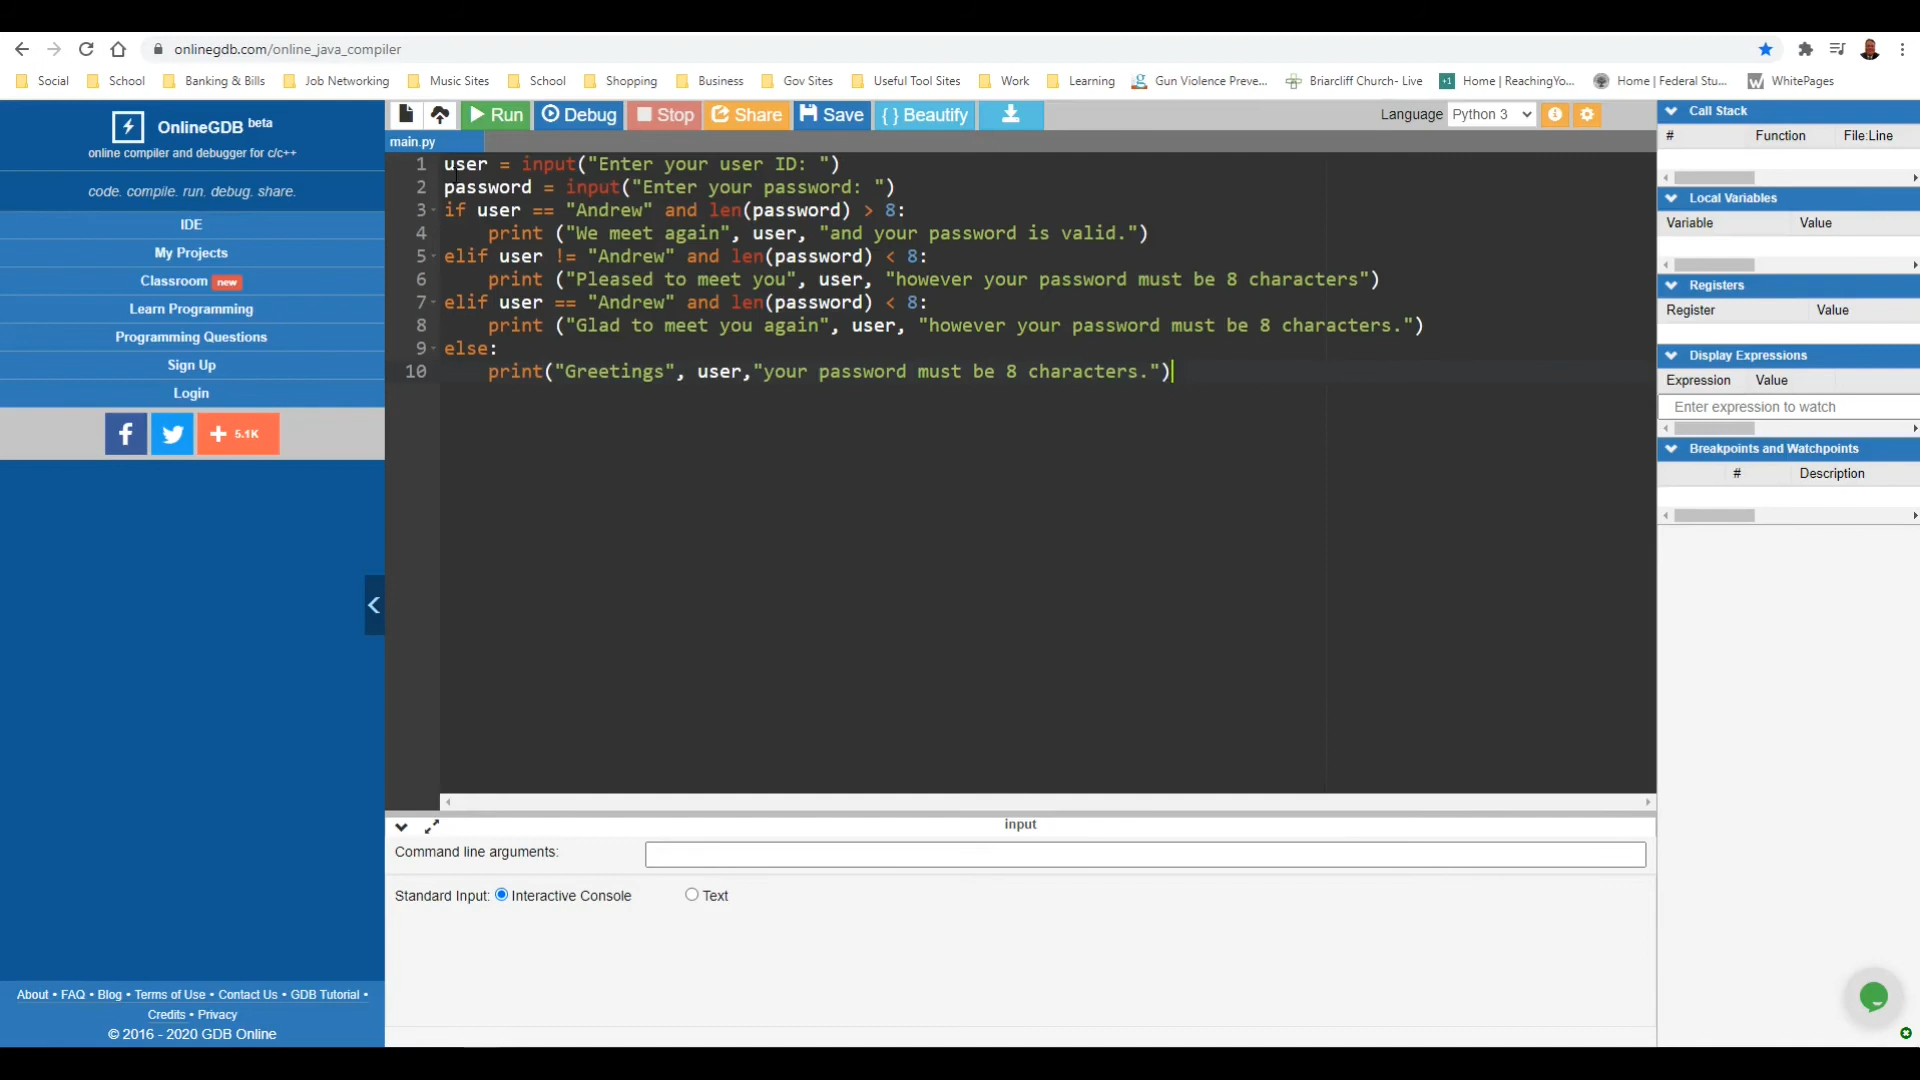 onlinegdb.com/online_java_compiler
Social School Banking & Bills Job Networking Music Sites School Shopping Business Gov Sites Useful Tool Sites Work Learning Gun Violence Preve... Briarcliff Church- Live Home | ReachingYo... Home | Federal Stu... WhitePages
OnlineGDB beta
online compiler and debugger for c/c++
code. compile. run. debug. share.
IDE
My Projects
Classroom new
Learn Programming
Programming Questions
Sign Up
Login
5.1K
About • FAQ • Blog • Terms of Use • Contact Us • GDB Tutorial •
Credits • Privacy
© 2016 - 2020 GDB Online
Run Debug Stop Share Save { } Beautify
Language Python 3
main.py
1 user = input("Enter your user ID: ")
2 password = input("Enter your password: ")
3 if user == "Andrew" and len(password) > 8:
4 print ("We meet again", user, "and your password is valid.")
5 elif user != "Andrew" and len(password) < 8:
6 print ("Pleased to meet you", user, "however your password must be 8 characters")
7 elif user == "Andrew" and len(password) < 8:
8 print ("Glad to meet you again", user, "however your password must be 8 characters.")
9 else:
10 print("Greetings", user,"your password must be 8 characters.")
input
Command line arguments:
Standard Input: Interactive Console Text
Call Stack
# Function File:Line
Local Variables
Variable Value
Registers
Register Value
Display Expressions
Expression Value
Enter expression to watch
Breakpoints and Watchpoints
# Description